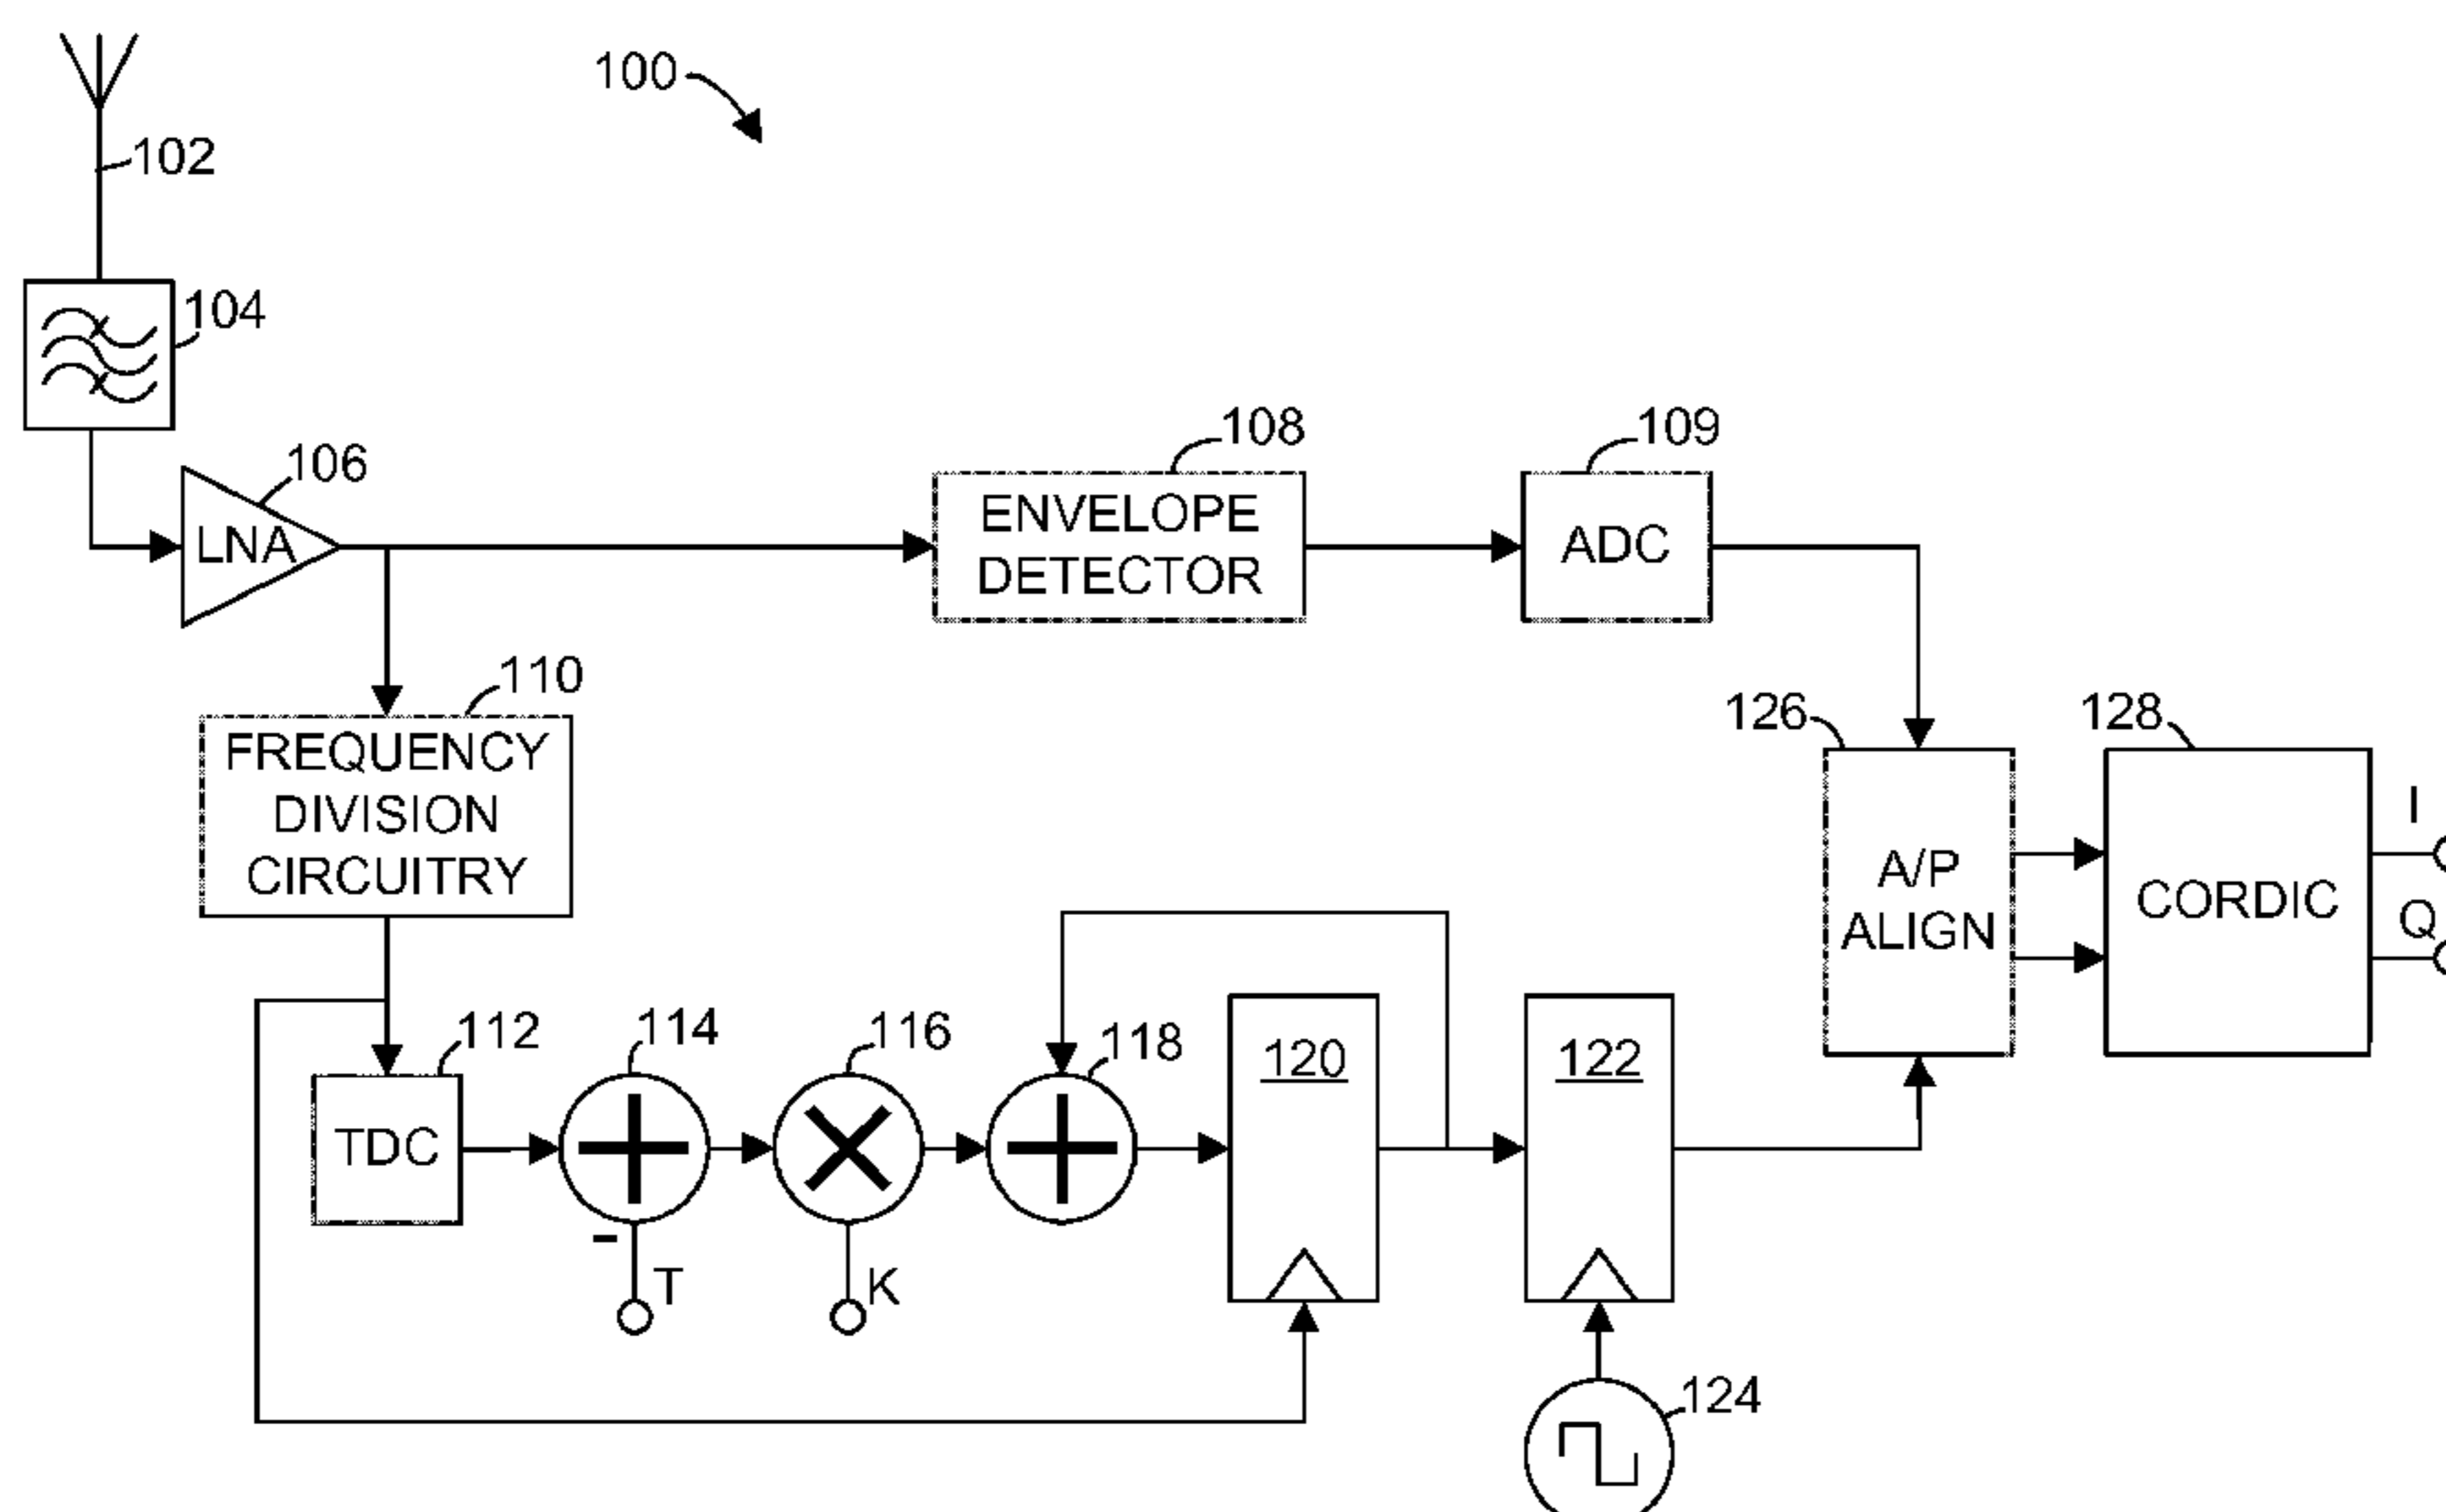 100
102
104
106
LNA
108
ENVELOPE
DETECTOR
109
ADC
110
FREQUENCY
DIVISION
CIRCUITRY
126
A/P
ALIGN
128
CORDIC
I
Q
112
TDC
114
-
T
116
K
118
120
122
124